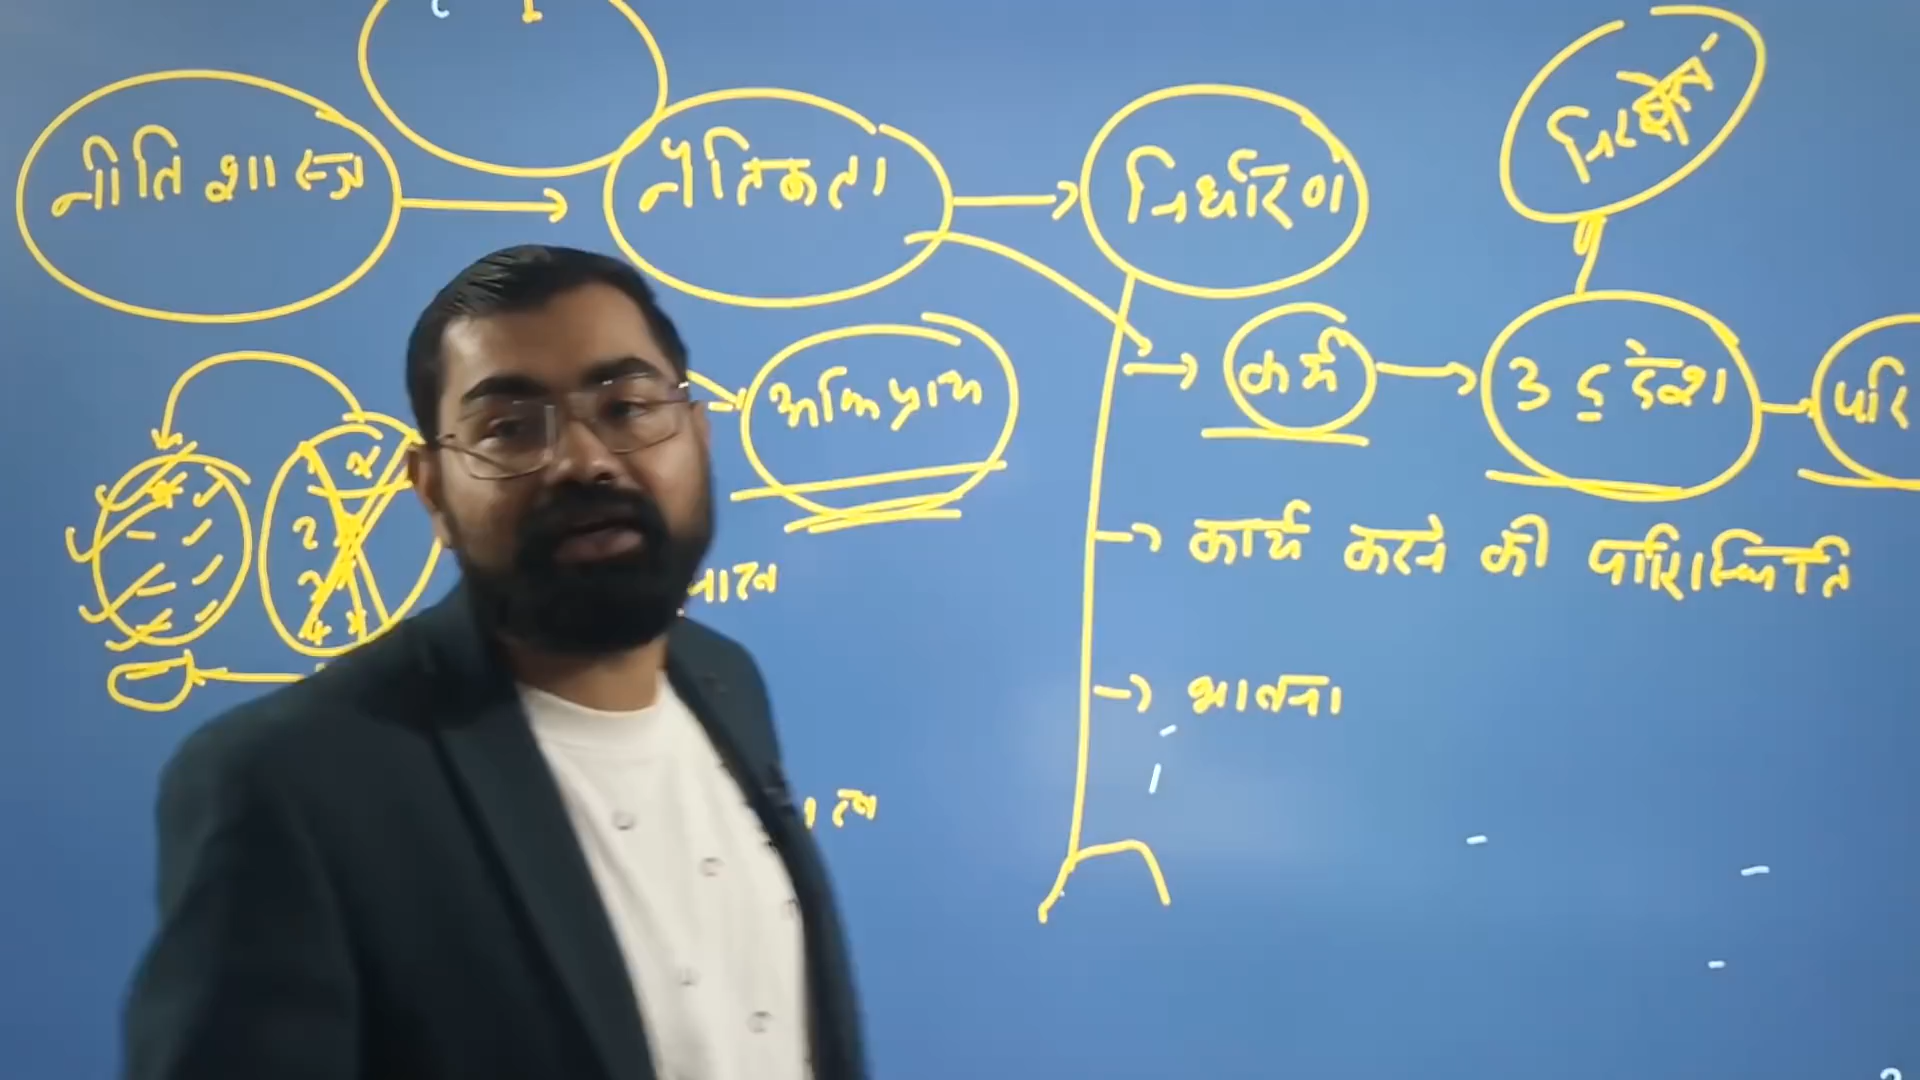 नीतिशास्त्र
नैतिकता
निर्धारण
अभिप्राय
कर्म
उद्देश्य
परि
कार्य करने की परिस्थिति
भावना